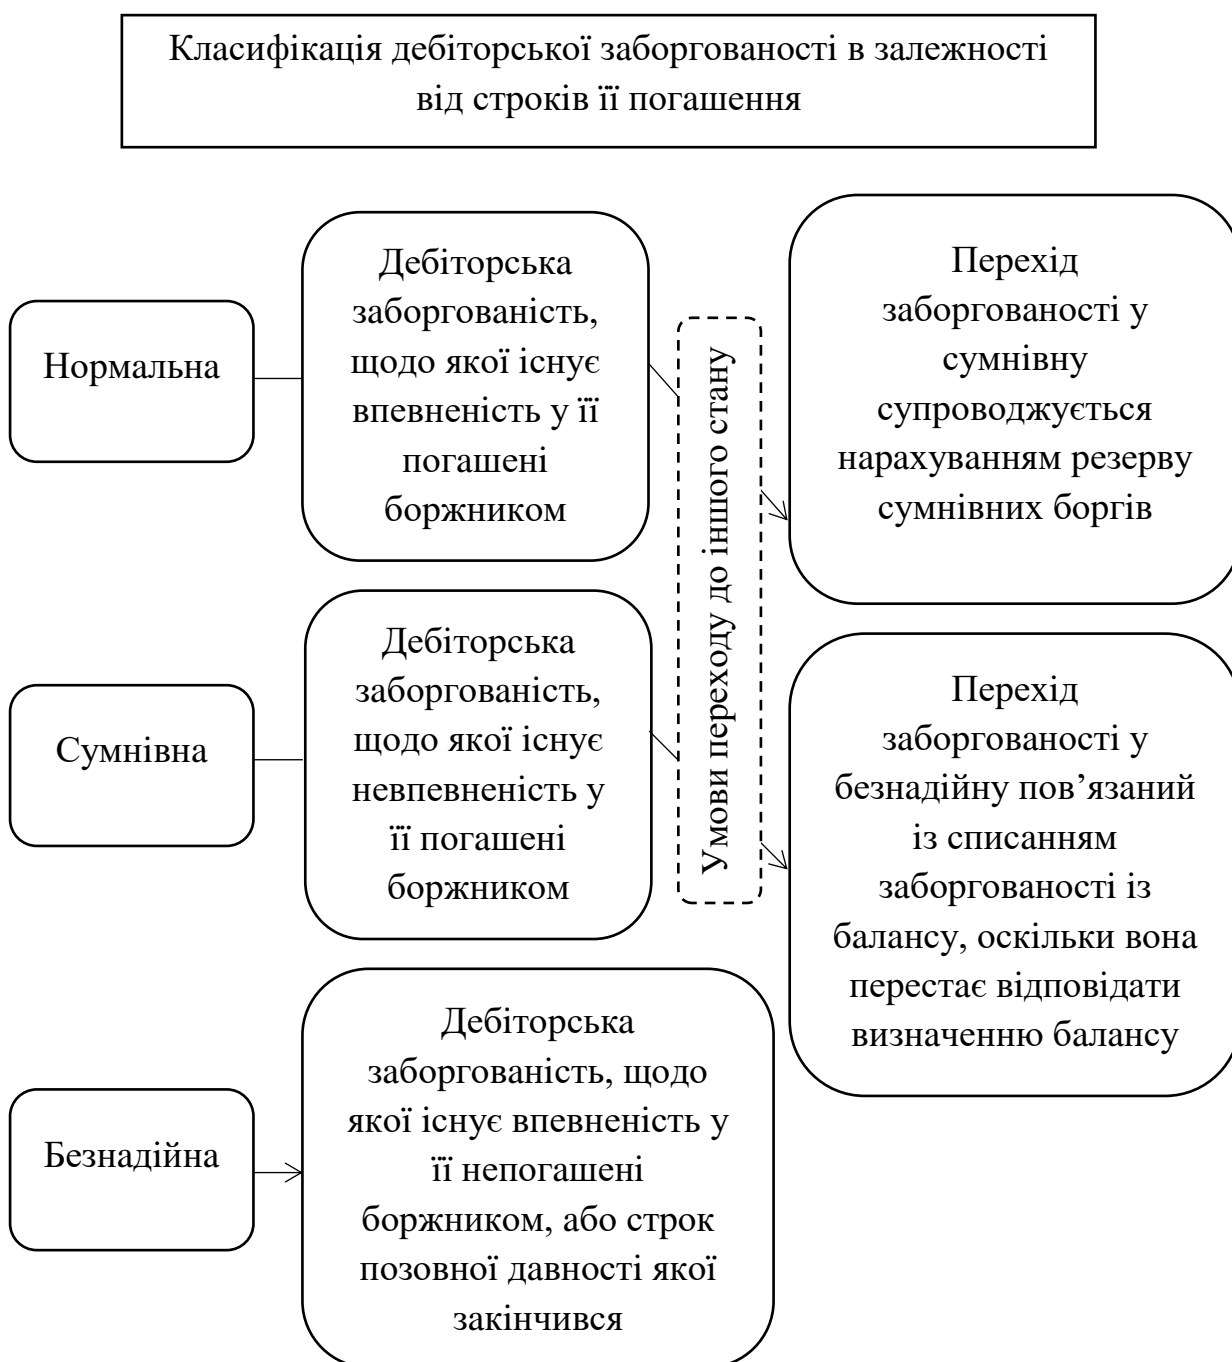 Класифікація дебіторської заборгованості в залежності
від строків її погашення
Нормальна
Дебіторська
заборгованість,
щодо якої існує
впевненість у її
погашені
боржником
Умови переходу до іншого стану
Перехід
заборгованості у
сумнівну
супроводжується
нарахуванням резерву
сумнівних боргів
Сумнівна
Дебіторська
заборгованість,
щодо якої існує
невпевненість у
її погашені
боржником
Перехід
заборгованості у
безнадійну пов’язаний
із списанням
заборгованості із
балансу, оскільки вона
перестає відповідати
визначенню балансу
Безнадійна
Дебіторська
заборгованість, щодо
якої існує впевненість у
її непогашені
боржником, або строк
позовної давності якої
закінчився